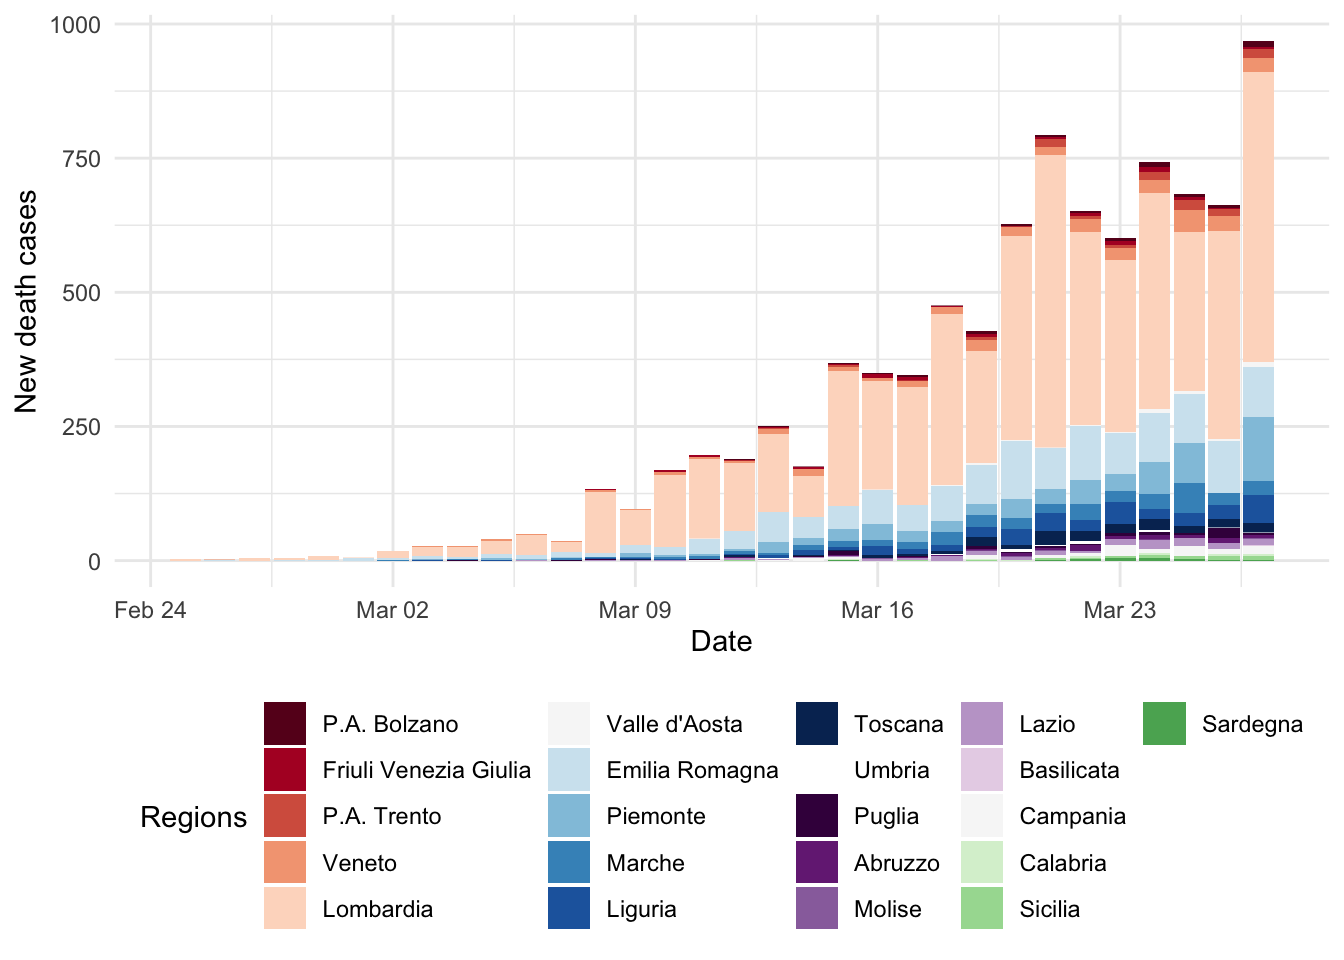 1000
750
500
250
0
New death cases
Feb 24
Mar 02
Mar 09
Mar 16
Mar 23
Date
Regions
P.A. Bolzano
Friuli Venezia Giulia
P.A. Trento
Veneto
Lombardia
Valle d'Aosta
Emilia Romagna
Piemonte
Marche
Liguria
Toscana
Umbria
Puglia
Abruzzo
Molise
Lazio
Basilicata
Campania
Calabria
Sicilia
Sardegna